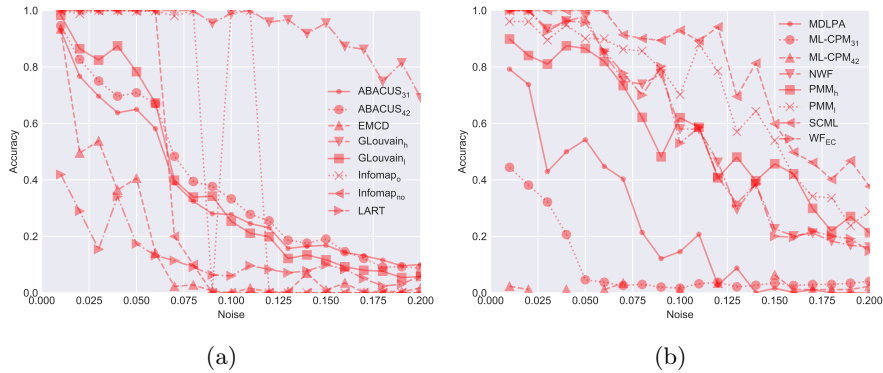 1.0
0.8
0.6
0.4
0.2
0.0
Accuracy
0.000 0.025 0.050 0.075 0.100 0.125 0.150 0.175 0.200
Noise
ABACUS31
ABACUS42
EMCD
GLouvainh
GLouvainl
Infomapo
Infomapno
LART
(a)
1.0
0.8
0.6
0.4
0.2
0.0
Accuracy
0.000 0.025 0.050 0.075 0.100 0.125 0.150 0.175 0.200
Noise
MDLPA
ML-CPM31
ML-CPM42
NWF
PMMh
PMMl
SCML
WFEC
(b)